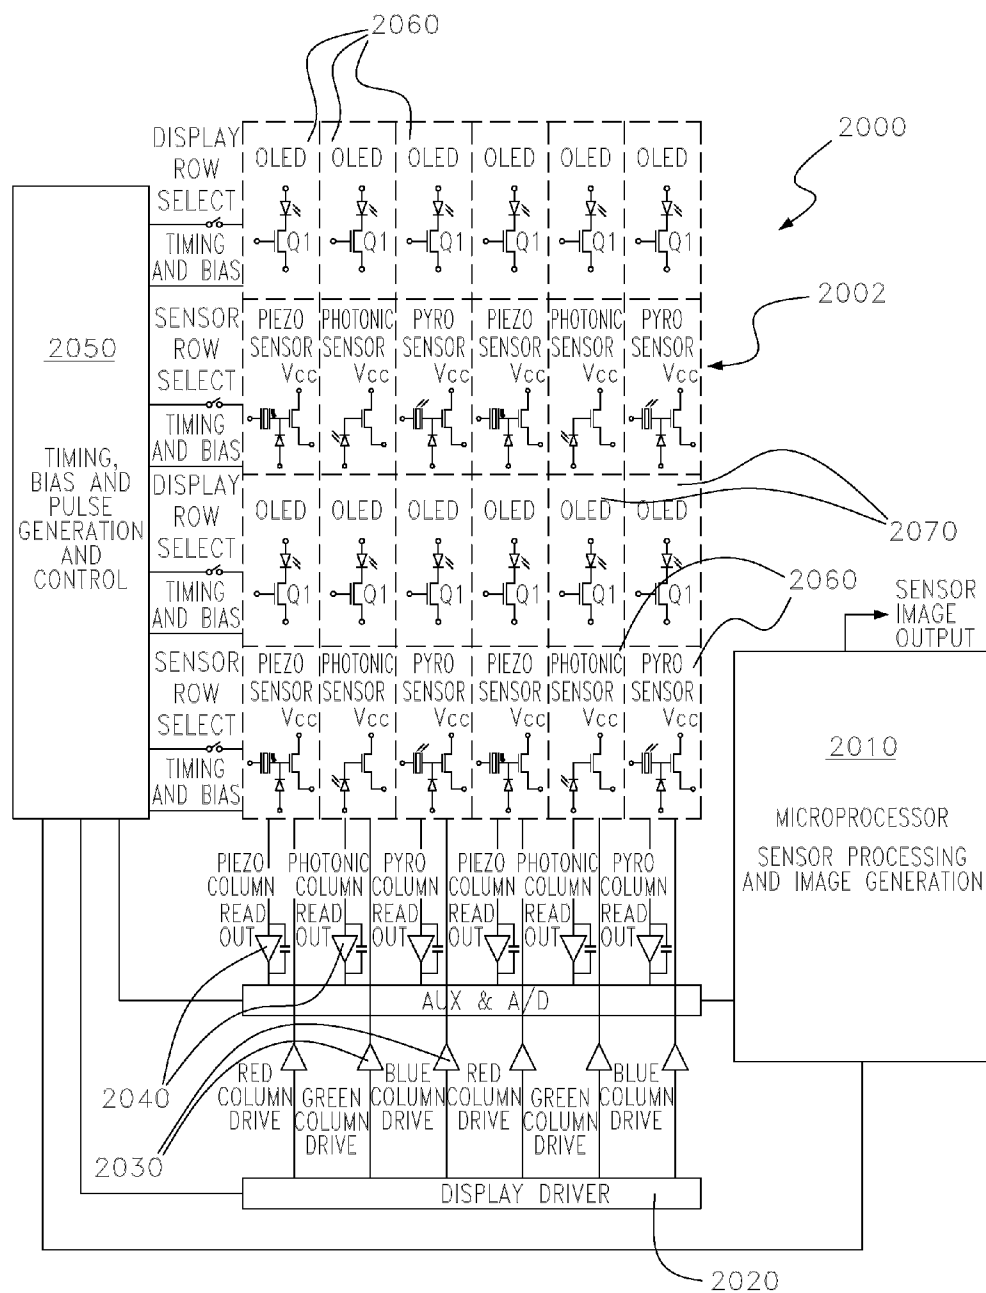 2060
2000
DISPLAY ROW SELECT
OLED OLED OLED OLED OLED OLED
Q1 Q1 Q1 Q1 Q1 Q1
TIMING AND BIAS
2002
SENSOR ROW SELECT
PIEZO SENSOR PHOTONIC SENSOR PYRO SENSOR PIEZO SENSOR PHOTONIC SENSOR PYRO SENSOR
Vcc Vcc Vcc Vcc Vcc Vcc
TIMING AND BIAS
2050
TIMING,
BIAS AND
PULSE
GENERATION
AND
CONTROL
DISPLAY ROW SELECT
OLED OLED OLED OLED OLED OLED
2070
Q1 Q1 Q1 Q1 Q1 Q1
TIMING AND BIAS
2060
SENSOR
IMAGE
OUTPUT
SENSOR ROW SELECT
PIEZO SENSOR PHOTONIC SENSOR PYRO SENSOR PIEZO SENSOR PHOTONIC SENSOR PYRO SENSOR
Vcc Vcc Vcc Vcc Vcc Vcc
TIMING AND BIAS
2010
MICROPROCESSOR
SENSOR PROCESSING
AND IMAGE GENERATION
PIEZO COLUMN READ OUT
PHOTONIC COLUMN READ OUT
PYRO COLUMN READ OUT
PIEZO COLUMN READ OUT
PHOTONIC COLUMN READ OUT
PYRO COLUMN READ OUT
AUX & A/D
2040
2030
RED COLUMN DRIVE
GREEN COLUMN DRIVE
BLUE COLUMN DRIVE
RED COLUMN DRIVE
GREEN COLUMN DRIVE
BLUE COLUMN DRIVE
DISPLAY DRIVER
2020